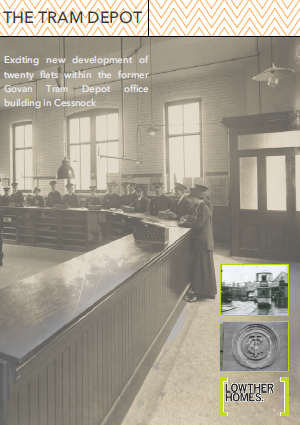 THE TRAM DEPOT
Exciting new development of
twenty flats within the former
Govan Tram Depot office
building in Cessnock
LOWTHER
HOMES.